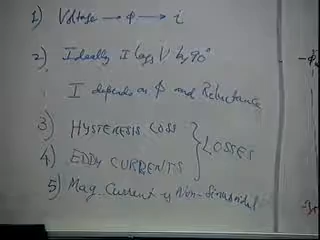 1) Voltage → ϕ → i
2) Ideally I lags V by 90°
I depends on ϕ and Reluctance
3) HYSTERESIS LOSS
4) EDDY CURRENTS } LOSSES
5) Mag. Current is Non-Sinusoidal